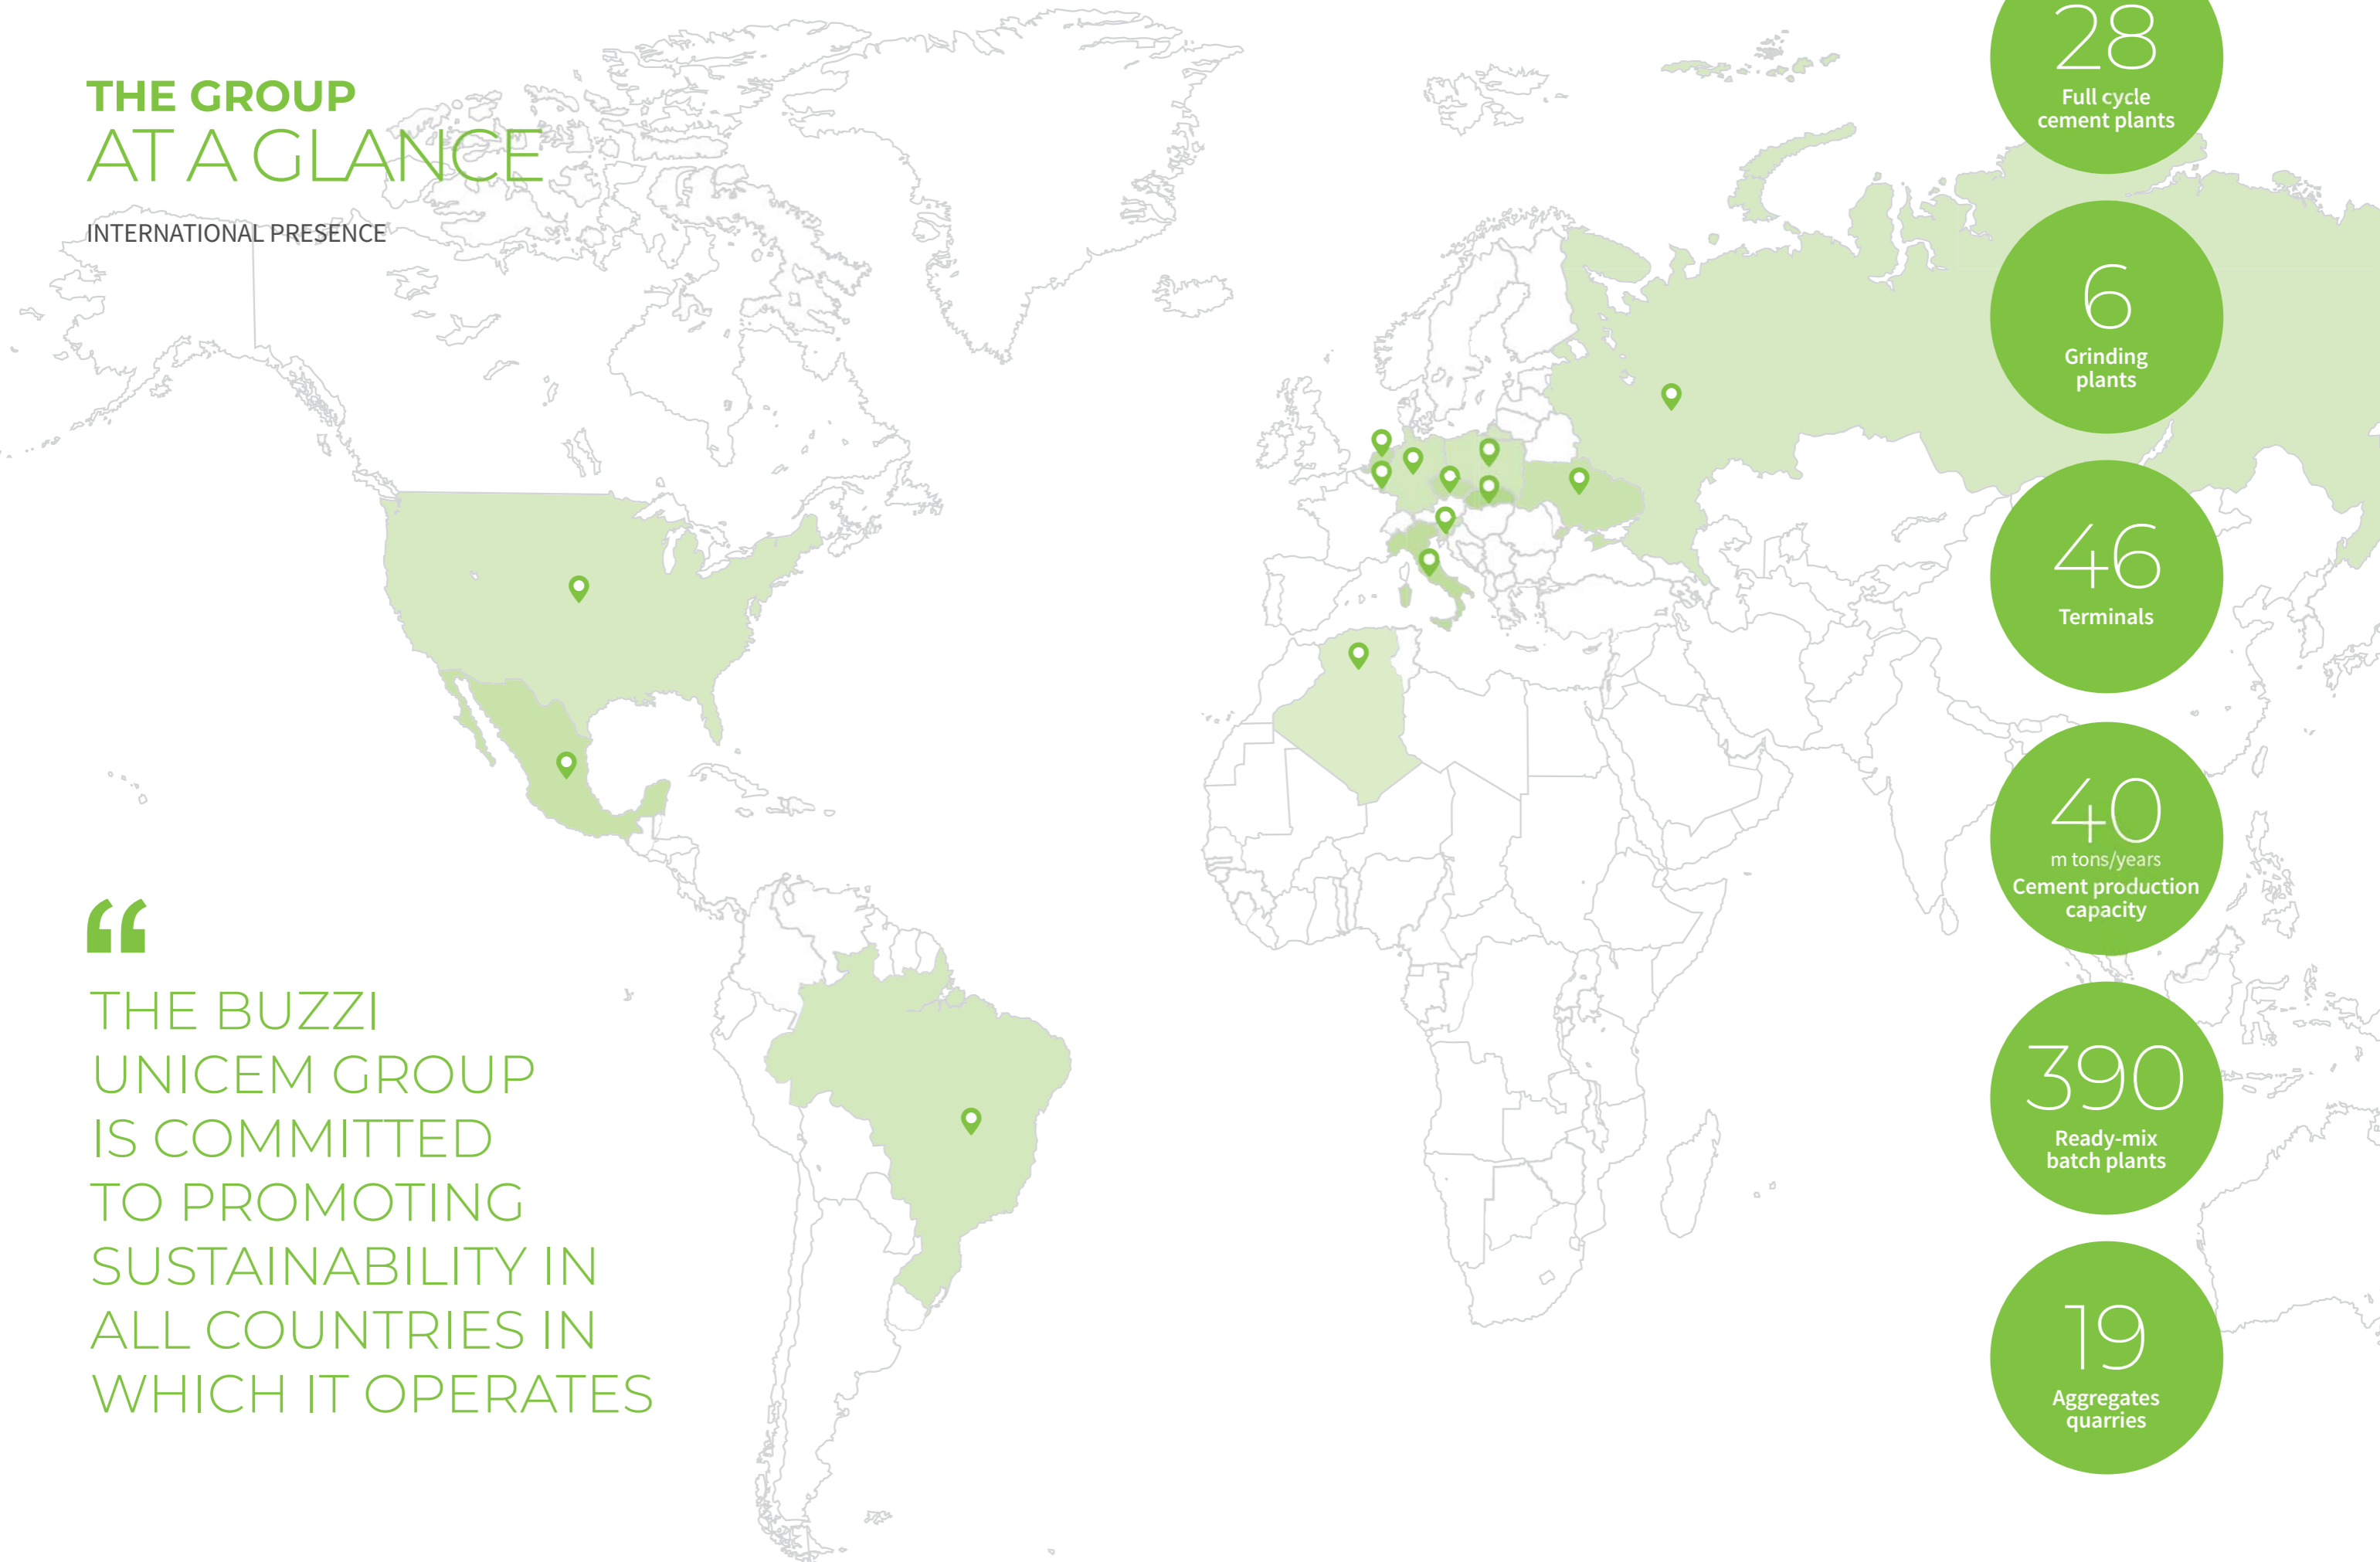 THE GROUP
AT A GLANCE
INTERNATIONAL PRESENCE
“
THE BUZZI
UNICEM GROUP
IS COMMITTED
TO PROMOTING
SUSTAINABILITY IN
ALL COUNTRIES IN
WHICH IT OPERATES
28
Full cycle
cement plants
6
Grinding
plants
46
Terminals
40
m tons/years
Cement production
capacity
390
Ready-mix
batch plants
19
Aggregates
quarries